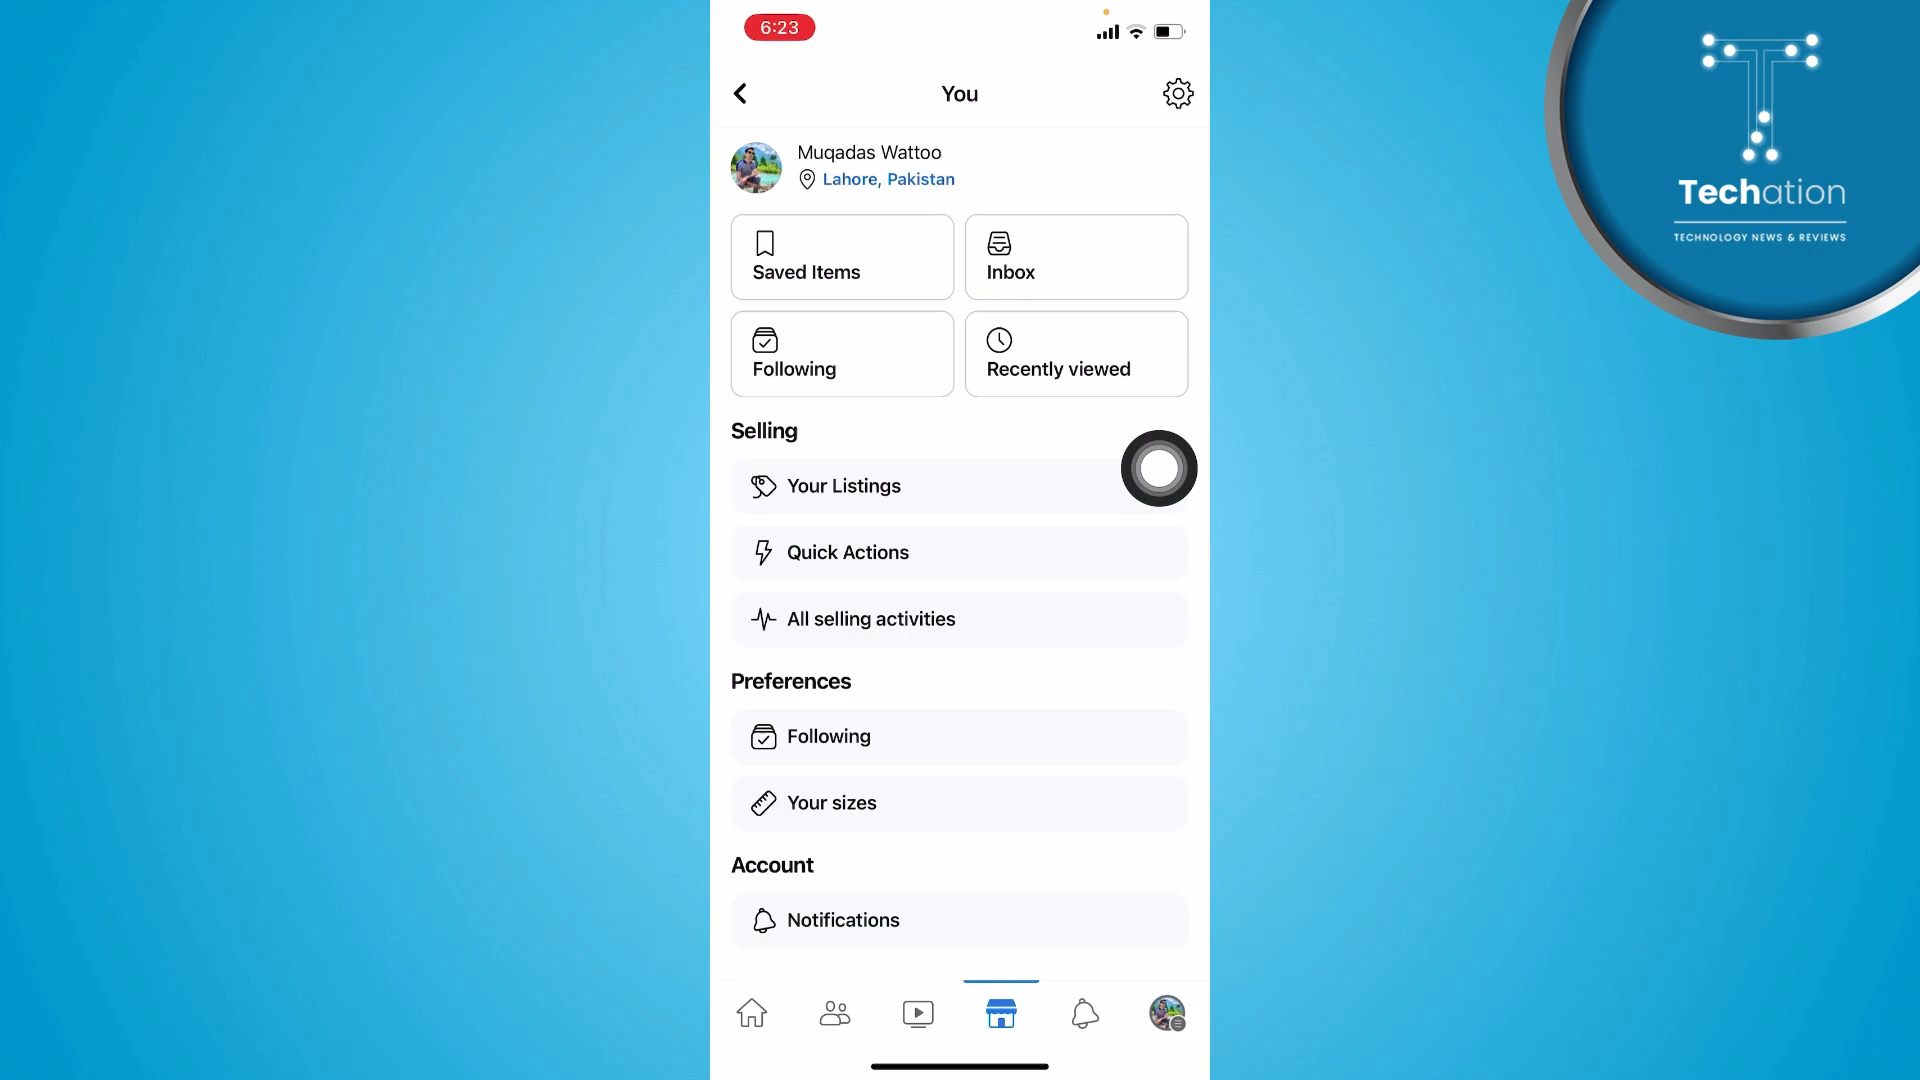 6:23
You
Muqadas Wattoo
Lahore, Pakistan
Saved Items
Inbox
Following
Recently viewed
Selling
Your Listings
Quick Actions
All selling activities
Preferences
Following
Your sizes
Account
Notifications
Techation
TECHNOLOGY NEWS & REVIEWS